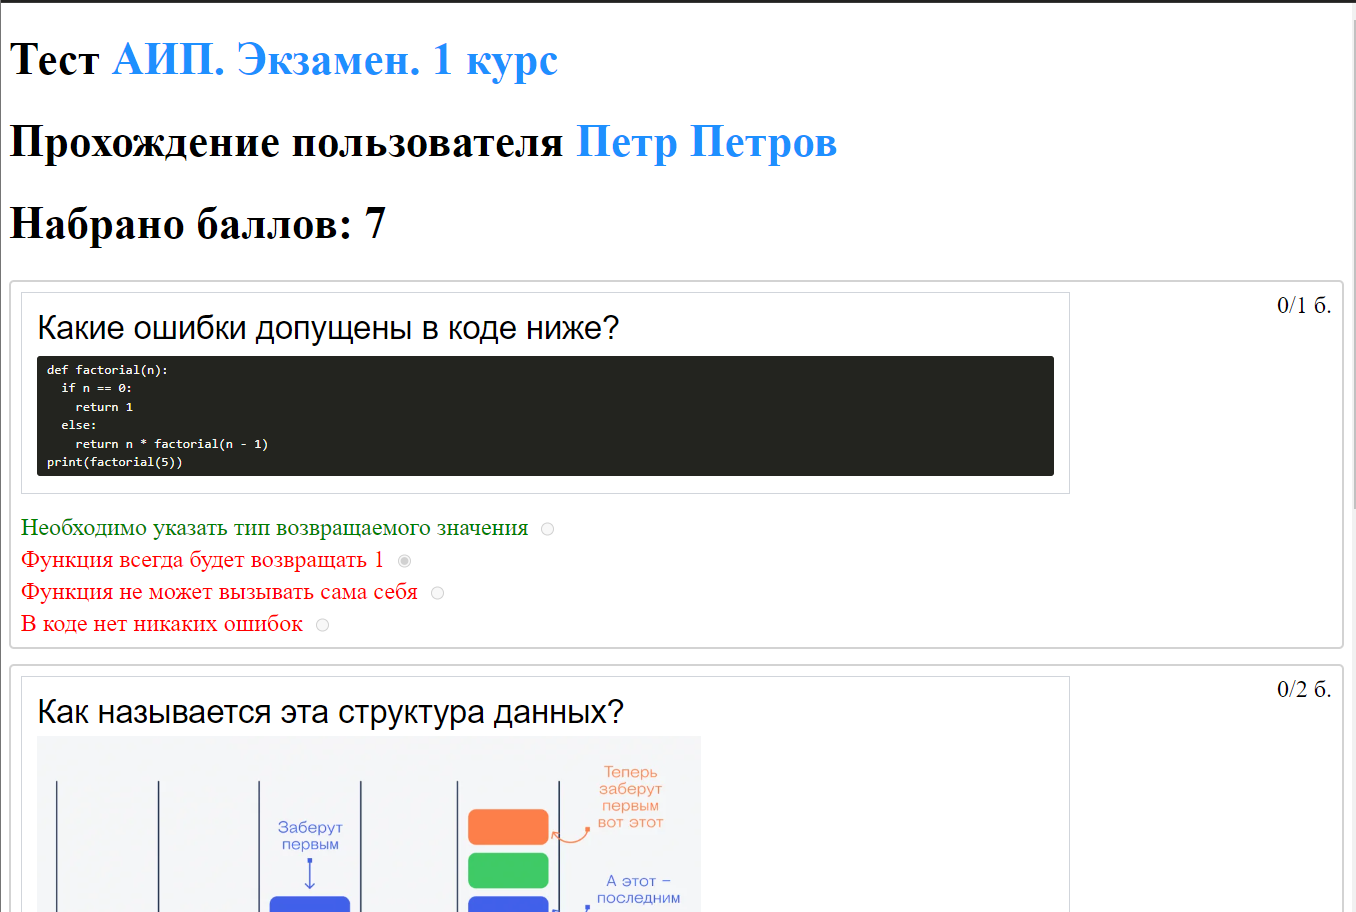 Тест АИП. Экзамен. 1 курс
Прохождение пользователя Петр Петров
Набрано баллов: 7
0/1 б.
Какие ошибки допущены в коде ниже?
def factorial(n):
  if n == 0:
    return 1
  else:
    return n * factorial(n - 1)
print(factorial(5))
Необходимо указать тип возвращаемого значения
Функция всегда будет возвращать 1
Функция не может вызывать сама себя
В коде нет никаких ошибок
0/2 б.
Как называется эта структура данных?
Заберут
первым
Теперь
заберут
первым
вот этот
А этот –
последним